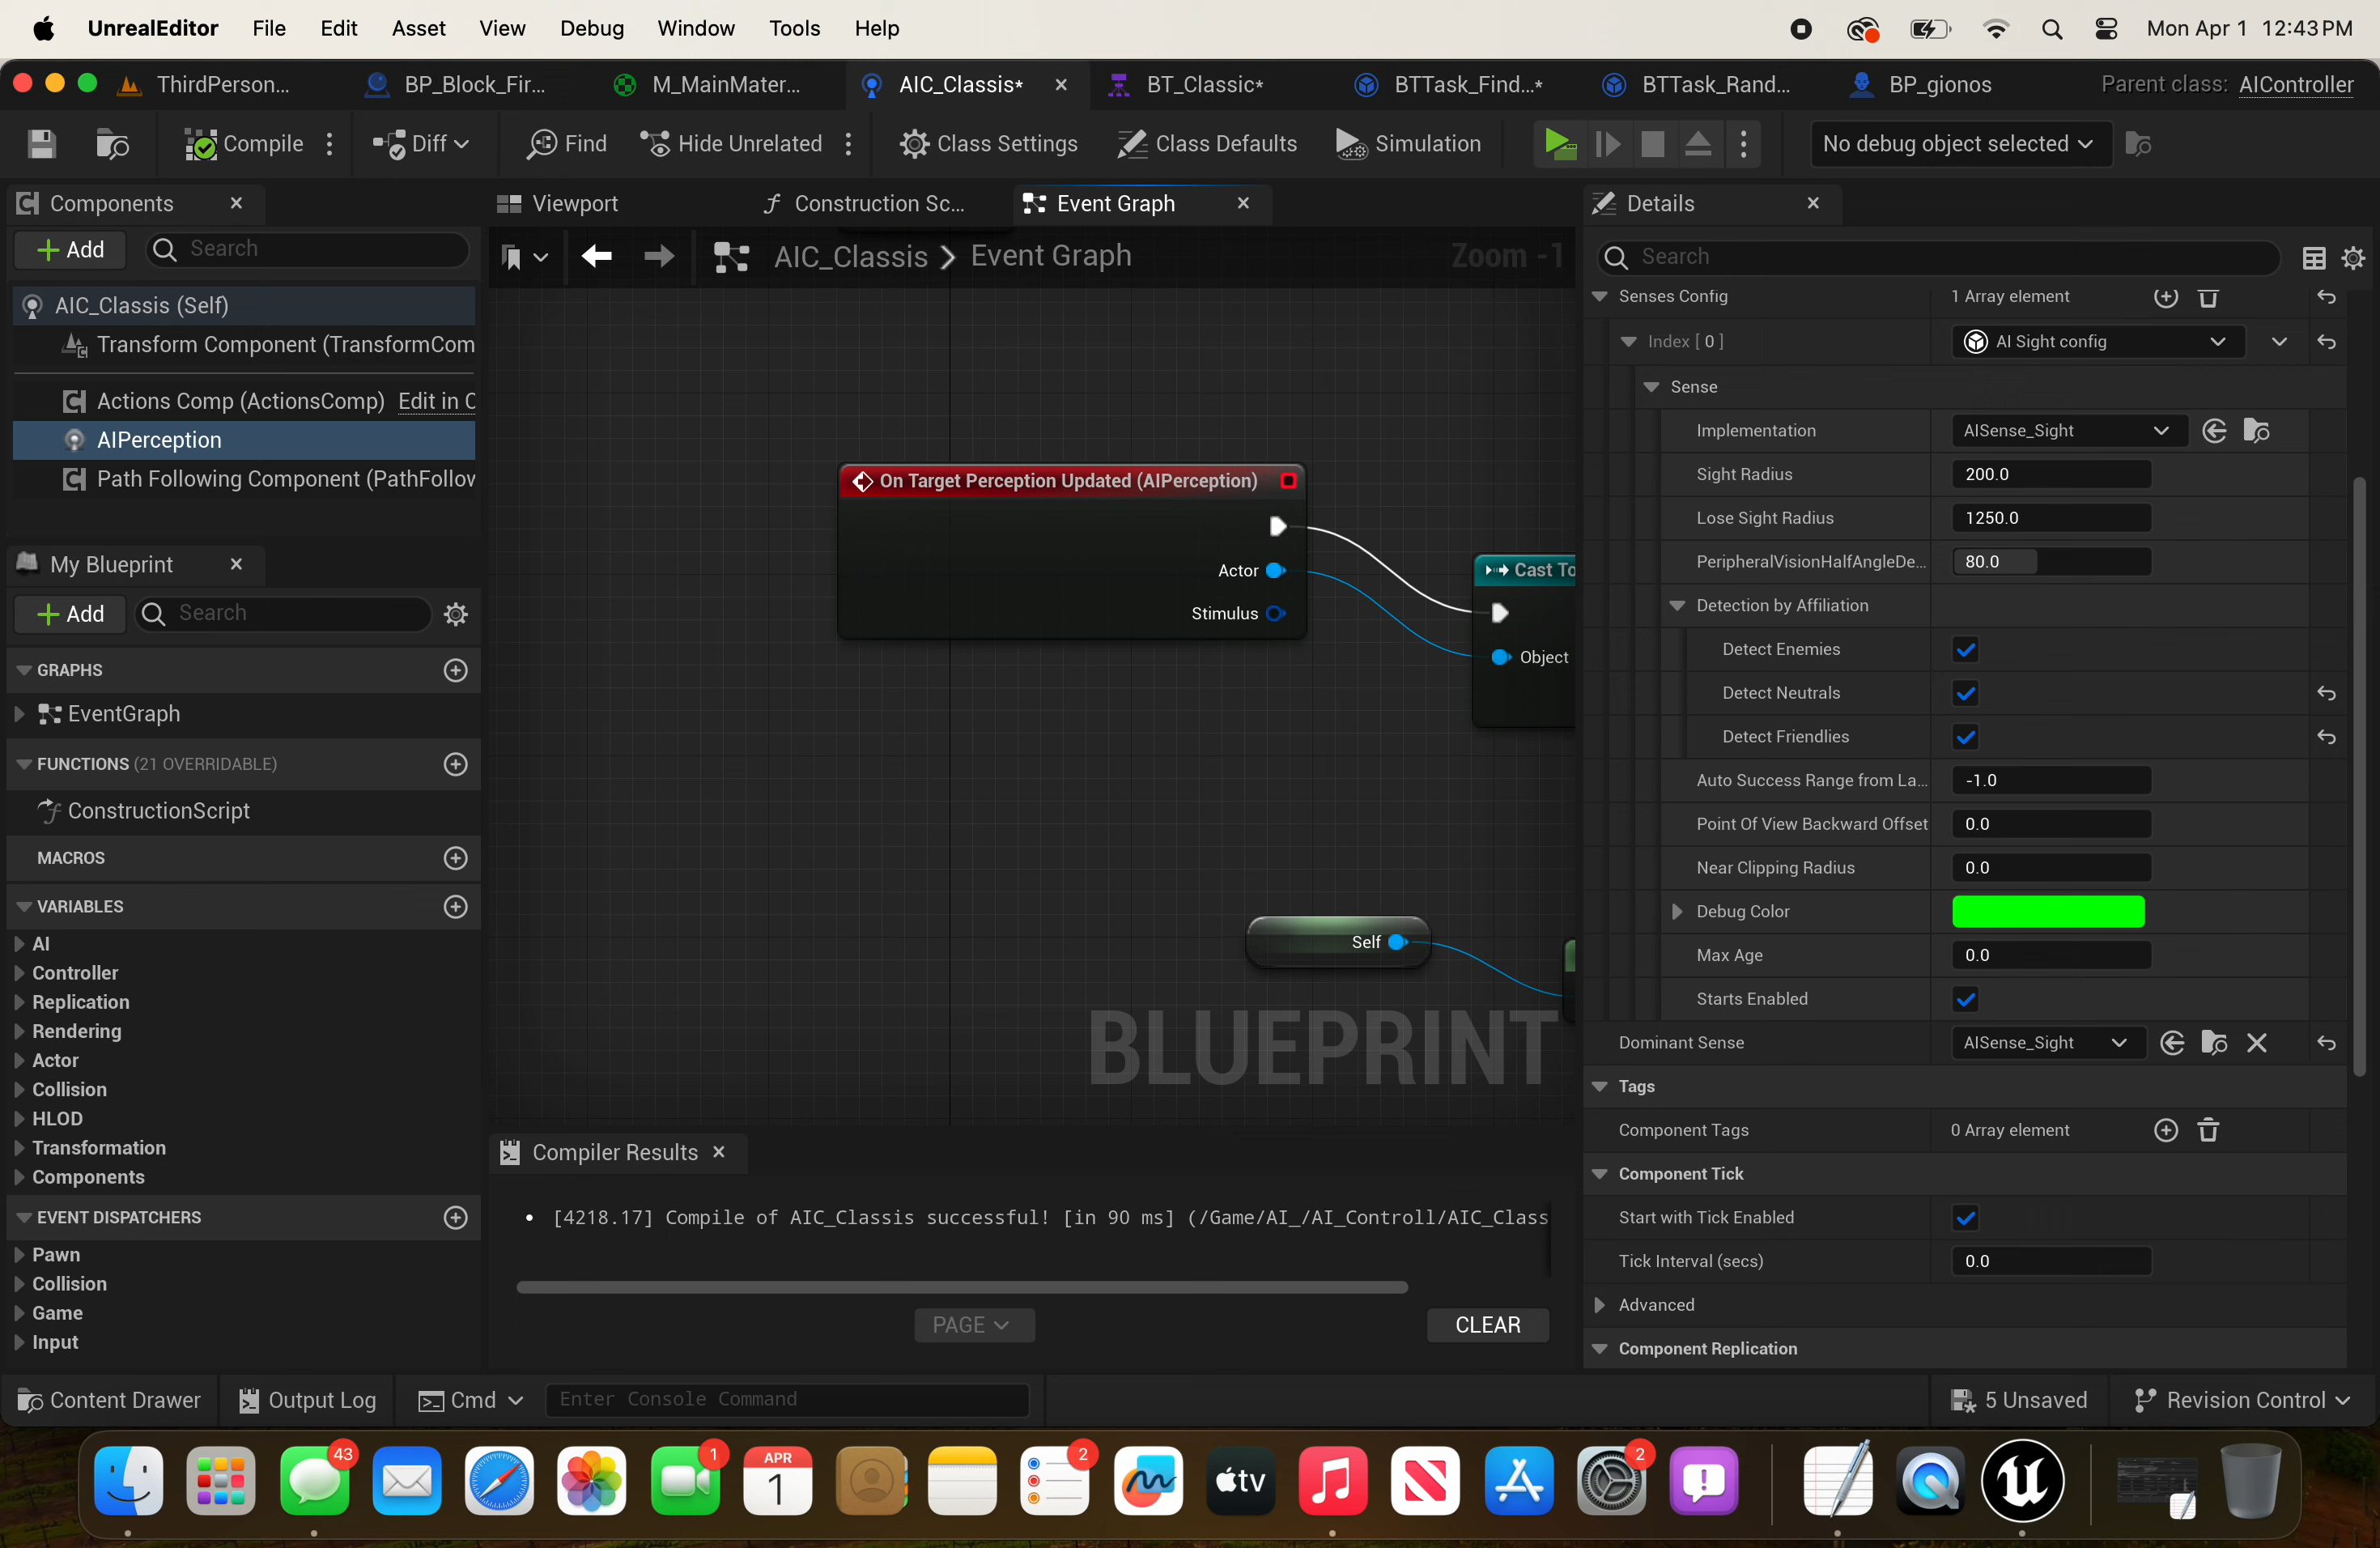 UnrealEditor File Edit Asset View Debug Window Tools Help Mon Apr 1 12:43 PM
ThirdPerson... BP_Block_Fir... M_MainMater... AIC_Classis* BT_Classic* BTTask_Find...* BTTask_Rand... BP_gionos Parent class: AIController
Compile Diff Find Hide Unrelated Class Settings Class Defaults Simulation No debug object selected
Components
Add Search
AIC_Classis (Self)
Transform Component (TransformCom
Actions Comp (ActionsComp) Edit in C
AIPerception
Path Following Component (PathFollow
My Blueprint
Add Search
GRAPHS
EventGraph
FUNCTIONS (21 OVERRIDABLE)
ConstructionScript
MACROS
VARIABLES
AI
Controller
Replication
Rendering
Actor
Collision
HLOD
Transformation
Components
EVENT DISPATCHERS
Pawn
Collision
Game
Input
Viewport Construction Sc... Event Graph
AIC_Classis > Event Graph Zoom -1
On Target Perception Updated (AIPerception)
Actor
Stimulus
Cast To
Object
Self
BLUEPRINT
Compiler Results
• [4218.17] Compile of AIC_Classis successful! [in 90 ms] (/Game/AI_/AI_Controll/AIC_Class
PAGE CLEAR
Details
Search
Senses Config 1 Array element
Index [ 0 ] AI Sight config
Sense
Implementation AISense_Sight
Sight Radius 200.0
Lose Sight Radius 1250.0
PeripheralVisionHalfAngleDe... 80.0
Detection by Affiliation
Detect Enemies
Detect Neutrals
Detect Friendlies
Auto Success Range from La... -1.0
Point Of View Backward Offset 0.0
Near Clipping Radius 0.0
Debug Color
Max Age 0.0
Starts Enabled
Dominant Sense AISense_Sight
Tags
Component Tags 0 Array element
Component Tick
Start with Tick Enabled
Tick Interval (secs) 0.0
Advanced
Component Replication
Content Drawer Output Log Cmd Enter Console Command 5 Unsaved Revision Control
43 1 APR 1 2 tv 2